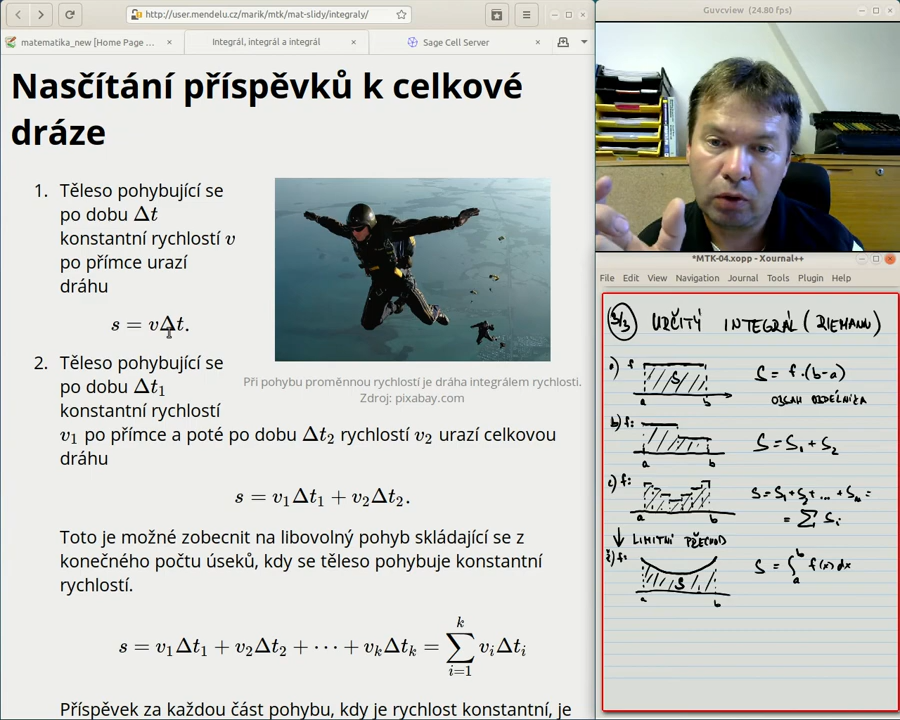 http://user.mendelu.cz/marik/mtk/mat-slidy/integraly/
matematika_new [Home Page ...
Integrál, integrál a integrál
Sage Cell Server
Nasčítání příspěvků k celkové
dráze
1. Těleso pohybující se
po dobu Δt
konstantní rychlostí v
po přímce urazí
dráhu
s = vΔt.
2. Těleso pohybující se
po dobu Δt₁
konstantní rychlostí
v₁ po přímce a poté po dobu Δt₂ rychlostí v₂ urazí celkovou
dráhu
s = v₁Δt₁ + v₂Δt₂.
Toto je možné zobecnit na libovolný pohyb skládající se z
konečného počtu úseků, kdy se těleso pohybuje konstantní
rychlostí.
s = v₁Δt₁ + v₂Δt₂ + ⋯ + vₖΔtₖ = ∑ᵢ₌₁ᵏ vᵢΔtᵢ
Příspěvek za každou část pohybu, kdy je rychlost konstantní, je
Při pohybu proměnnou rychlostí je dráha integrálem rychlosti.
Zdroj: pixabay.com
Guvcview (24.80 fps)
*MTK-04.xopp - Xournal++
File Edit View Navigation Journal Tools Plugin Help
3/3 URČITÝ INTEGRÁL (RIEMANN)
a) f
S
a b
S = f·(b-a)
OBSAH OBDÉLNÍKA
b) f:
a b
S = S₁ + S₂
c) f:
a b
S = S₁ + S₂ + ... + Sₙ =
= ∑ Sᵢ
↓ LIMITNÍ PŘECHOD
f:
S
a b
S = ∫ₐᵇ f(x) dx